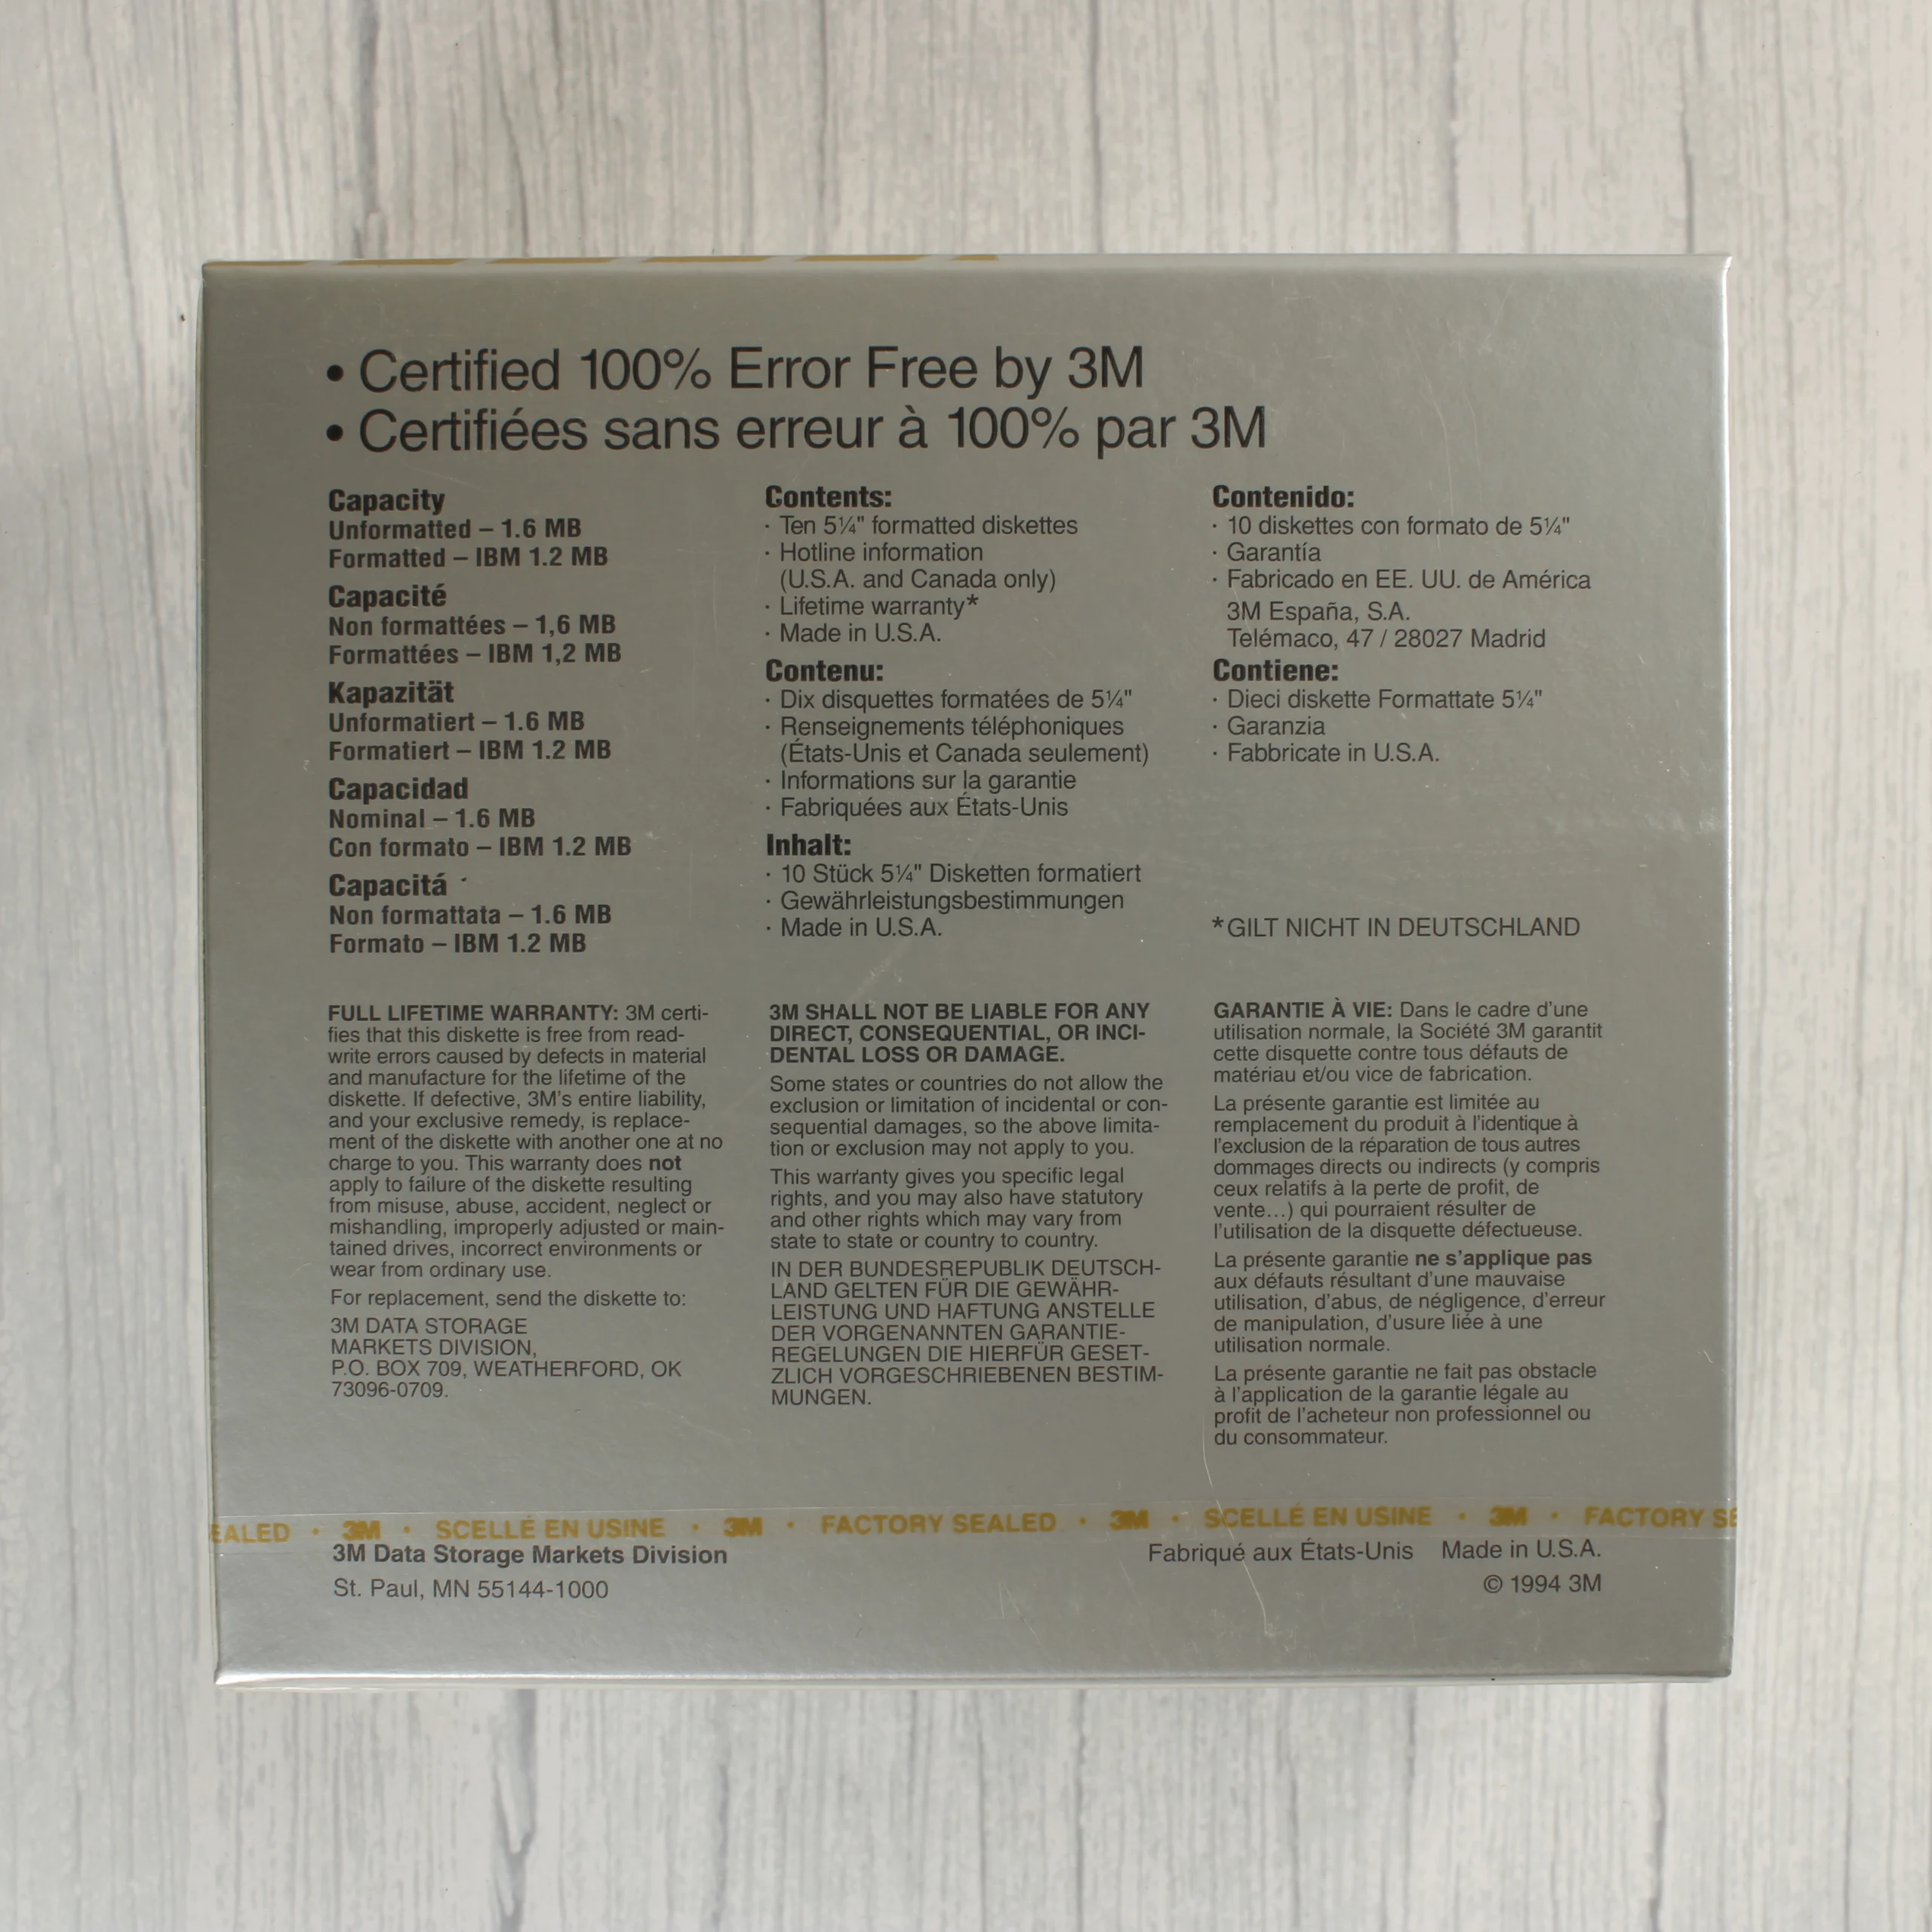 • Certified 100% Error Free by 3M
• Certifiées sans erreur à 100% par 3M
Capacity
Unformatted – 1.6 MB
Formatted – IBM 1.2 MB
Capacité
Non formattées – 1,6 MB
Formattées – IBM 1,2 MB
Kapazität
Unformatiert – 1.6 MB
Formatiert – IBM 1.2 MB
Capacidad
Nominal – 1.6 MB
Con formato – IBM 1.2 MB
Capacitá
Non formattata – 1.6 MB
Formato – IBM 1.2 MB
Contents:
· Ten 5¼" formatted diskettes
· Hotline information
(U.S.A. and Canada only)
· Lifetime warranty*
· Made in U.S.A.
Contenu:
· Dix disquettes formatées de 5¼"
· Renseignements téléphoniques
(États-Unis et Canada seulement)
· Informations sur la garantie
· Fabriquées aux États-Unis
Inhalt:
· 10 Stück 5¼" Disketten formatiert
· Gewährleistungsbestimmungen
· Made in U.S.A.
Contenido:
· 10 diskettes con formato de 5¼"
· Garantía
· Fabricado en EE. UU. de América
3M España, S.A.
Telémaco, 47 / 28027 Madrid
Contiene:
· Dieci diskette Formattate 5¼"
· Garanzia
· Fabbricate in U.S.A.
*GILT NICHT IN DEUTSCHLAND
FULL LIFETIME WARRANTY: 3M certi-
fies that this diskette is free from read-
write errors caused by defects in material
and manufacture for the lifetime of the
diskette. If defective, 3M's entire liability,
and your exclusive remedy, is replace-
ment of the diskette with another one at no
charge to you. This warranty does not
apply to failure of the diskette resulting
from misuse, abuse, accident, neglect or
mishandling, improperly adjusted or main-
tained drives, incorrect environments or
wear from ordinary use.
For replacement, send the diskette to:
3M DATA STORAGE
MARKETS DIVISION,
P.O. BOX 709, WEATHERFORD, OK
73096-0709.
3M SHALL NOT BE LIABLE FOR ANY
DIRECT, CONSEQUENTIAL, OR INCI-
DENTAL LOSS OR DAMAGE.
Some states or countries do not allow the
exclusion or limitation of incidental or con-
sequential damages, so the above limita-
tion or exclusion may not apply to you.
This warranty gives you specific legal
rights, and you may also have statutory
and other rights which may vary from
state to state or country to country.
IN DER BUNDESREPUBLIK DEUTSCH-
LAND GELTEN FÜR DIE GEWÄHR-
LEISTUNG UND HAFTUNG ANSTELLE
DER VORGENANNTEN GARANTIE-
REGELUNGEN DIE HIERFÜR GESET-
ZLICH VORGESCHRIEBENEN BESTIM-
MUNGEN.
GARANTIE À VIE: Dans le cadre d'une
utilisation normale, la Société 3M garantit
cette disquette contre tous défauts de
matériau et/ou vice de fabrication.
La présente garantie est limitée au
remplacement du produit à l'identique à
l'exclusion de la réparation de tous autres
dommages directs ou indirects (y compris
ceux relatifs à la perte de profit, de
vente...) qui pourraient résulter de
l'utilisation de la disquette défectueuse.
La présente garantie ne s'applique pas
aux défauts résultant d'une mauvaise
utilisation, d'abus, de négligence, d'erreur
de manipulation, d'usure liée à une
utilisation normale.
La présente garantie ne fait pas obstacle
à l'application de la garantie légale au
profit de l'acheteur non professionnel ou
du consommateur.
EALED · 3M · SCELLÉ EN USINE · 3M · FACTORY SEALED · 3M · SCELLÉ EN USINE · 3M · FACTORY SE
3M Data Storage Markets Division
St. Paul, MN 55144-1000
Fabriqué aux États-Unis Made in U.S.A.
© 1994 3M